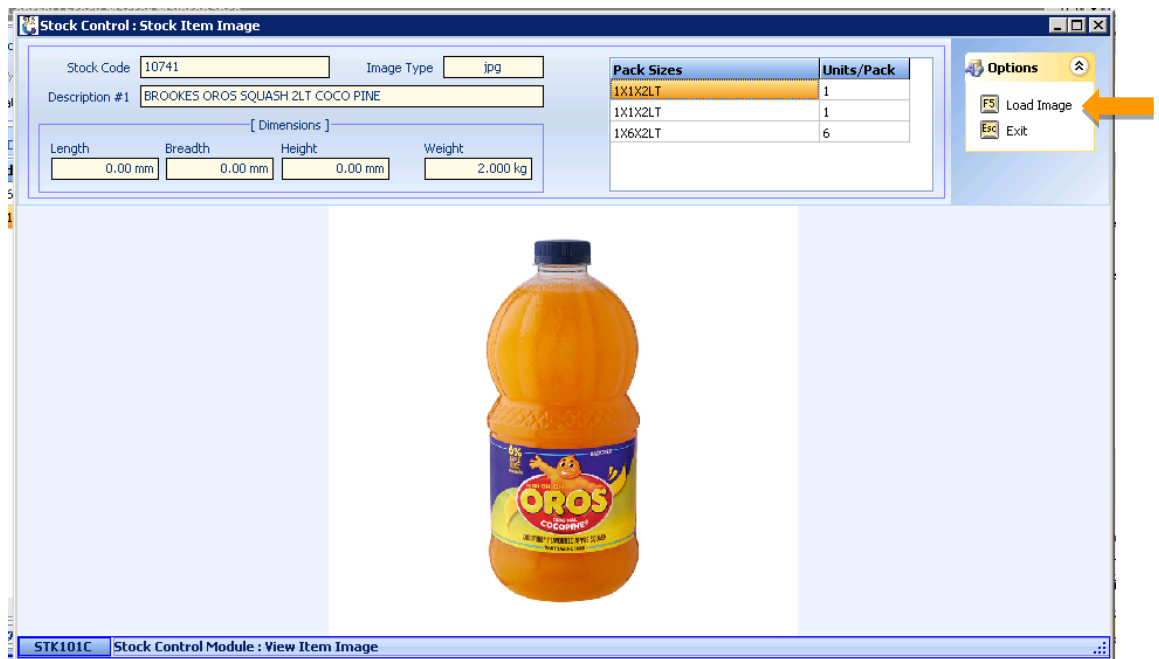 Stock Control : Stock Item Image
Stock Code 10741 Image Type jpg
Description #1 BROOKES OROS SQUASH 2LT COCO PINE
[ Dimensions ]
Length Breadth Height Weight
0.00 mm 0.00 mm 0.00 mm 2.000 kg
Pack Sizes Units/Pack
1X1X2LT 1
1X1X2LT 1
1X6X2LT 6
Options
F5 Load Image
Esc Exit
6%
OROS
COCOPINE
STK101C Stock Control Module : View Item Image